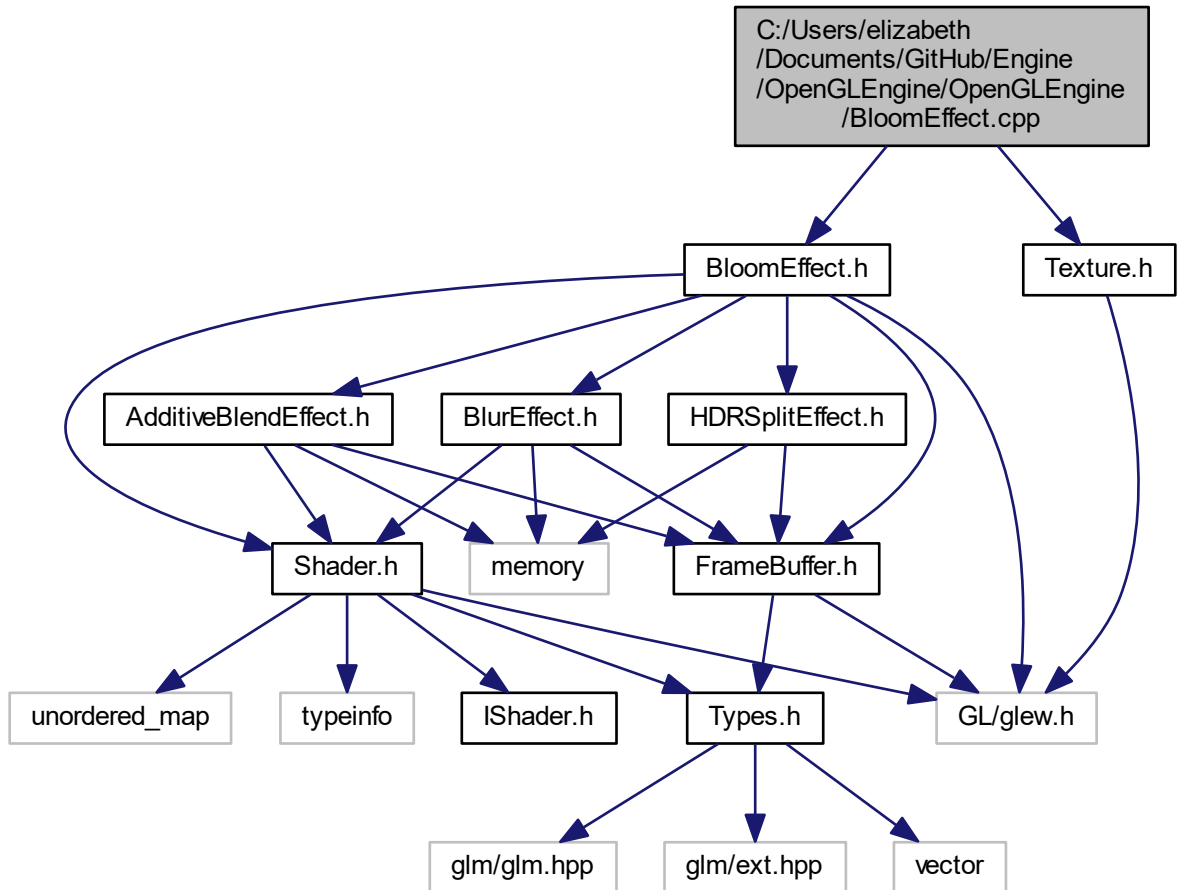 C:/Users/elizabeth
/Documents/GitHub/Engine
/OpenGLEngine/OpenGLEngine
/BloomEffect.cpp
BloomEffect.h
Texture.h
AdditiveBlendEffect.h
BlurEffect.h
HDRSplitEffect.h
Shader.h
memory
FrameBuffer.h
unordered_map
typeinfo
IShader.h
Types.h
GL/glew.h
glm/glm.hpp
glm/ext.hpp
vector